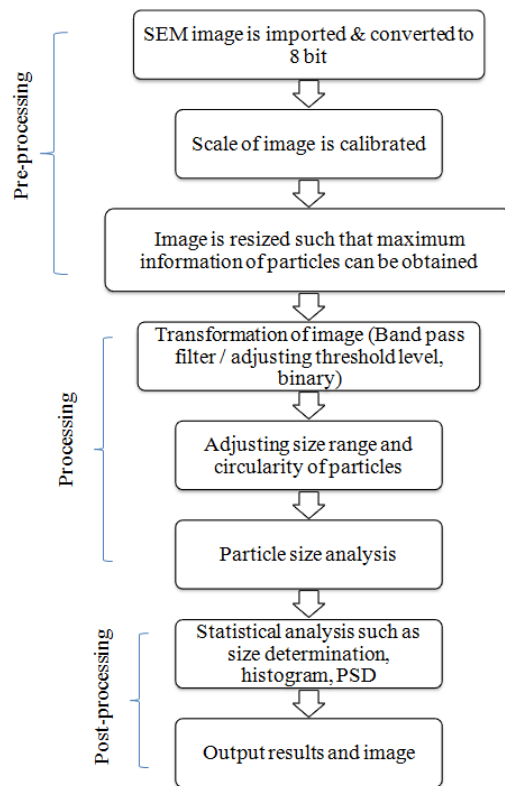 SEM image is imported & converted to
8 bit
Scale of image is calibrated
Image is resized such that maximum
information of particles can be obtained
Pre-processing
Transformation of image (Band pass
filter / adjusting threshold level,
binary)
Adjusting size range and
circularity of particles
Particle size analysis
Processing
Statistical analysis such as
size determination,
histogram, PSD
Output results and image
Post-processing